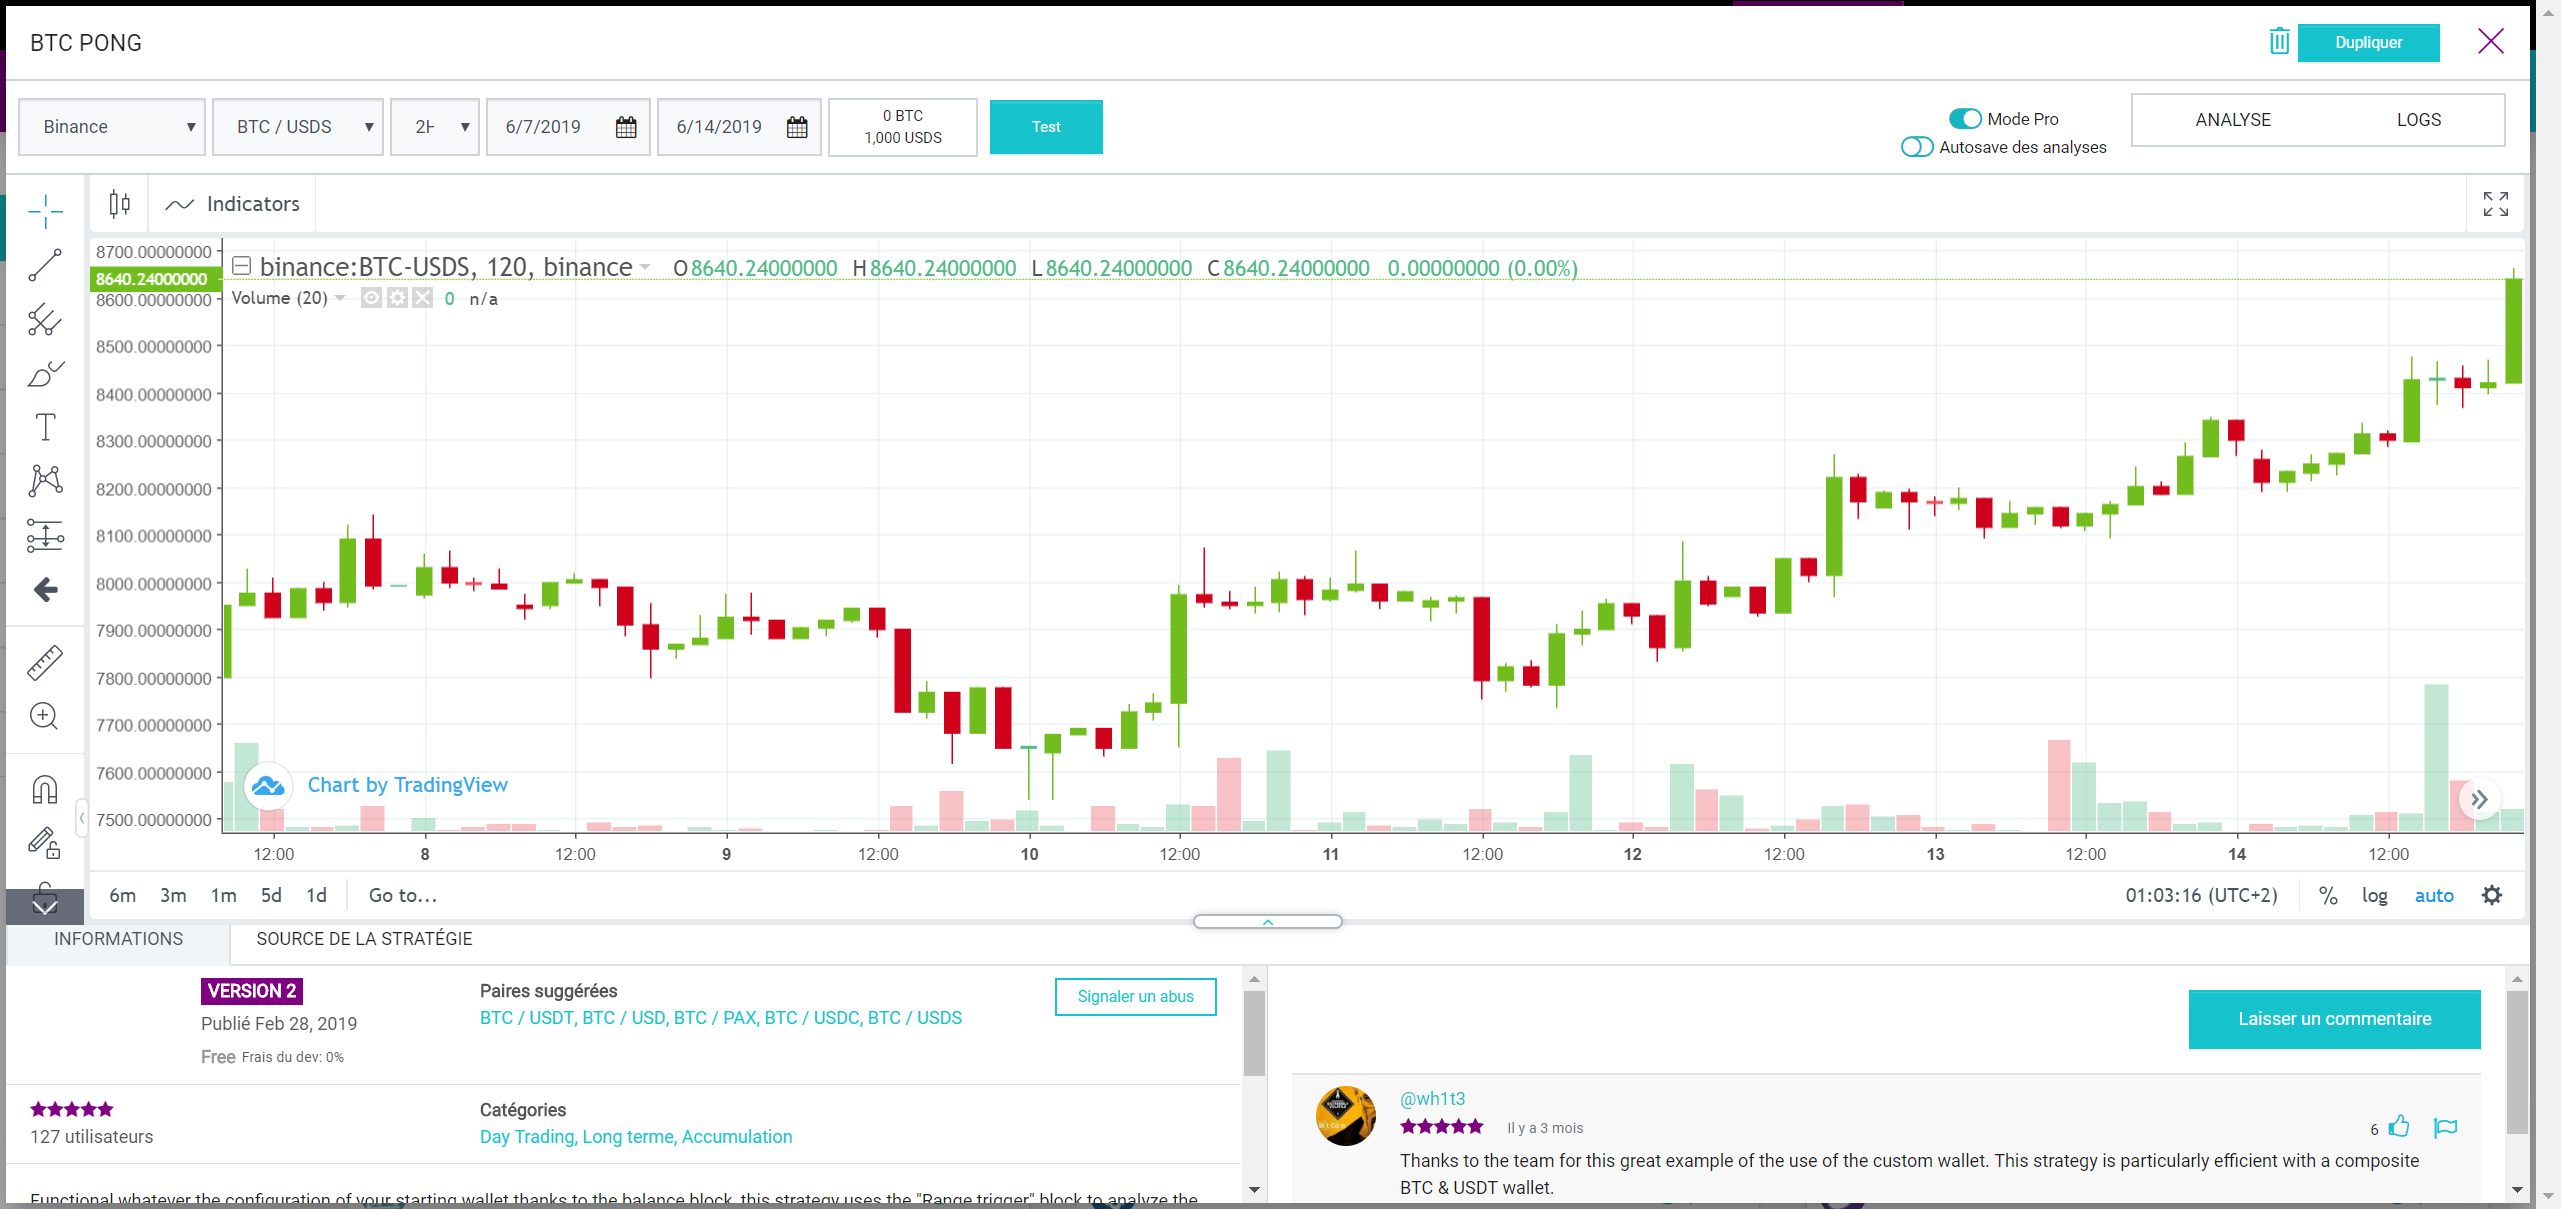 BTC PONG
Dupliquer
Binance
BTC / USDS
6/7/2019
6/14/2019
0 BTC
1,000 USDS
Test
Mode Pro
Autosave des analyses
ANALYSE
LOGS
Indicators
binance:BTC-USDS, 120, binance
O8640.24000000 H8640.24000000 L8640.24000000 C8640.24000000 0.00000000 (0.00%)
Volume (20) 0 n/a
8700.00000000
8640.24000000
8600.00000000
8500.00000000
8400.00000000
8300.00000000
8200.00000000
8100.00000000
8000.00000000
7900.00000000
7800.00000000
7700.00000000
7600.00000000
7500.00000000
Chart by TradingView
12:00 8 12:00 9 12:00 10 12:00 11 12:00 12 12:00 13 12:00 14 12:00
6m 3m 1m 5d 1d Go to...
01:03:16 (UTC+2) % log auto
INFORMATIONS
SOURCE DE LA STRATÉGIE
VERSION 2
Publié Feb 28, 2019
Free Frais du dev: 0%
Paires suggérées
BTC / USDT, BTC / USD, BTC / PAX, BTC / USDC, BTC / USDS
Signaler un abus
127 utilisateurs
Catégories
Day Trading, Long terme, Accumulation
Functional whatever the configuration of your starting wallet thanks to the balance block, this strategy uses the "Range trigger" block to analyze the
Laisser un commentaire
@wh1t3
Il y a 3 mois
6
Thanks to the team for this great example of the use of the custom wallet. This strategy is particularly efficient with a composite
BTC & USDT wallet.